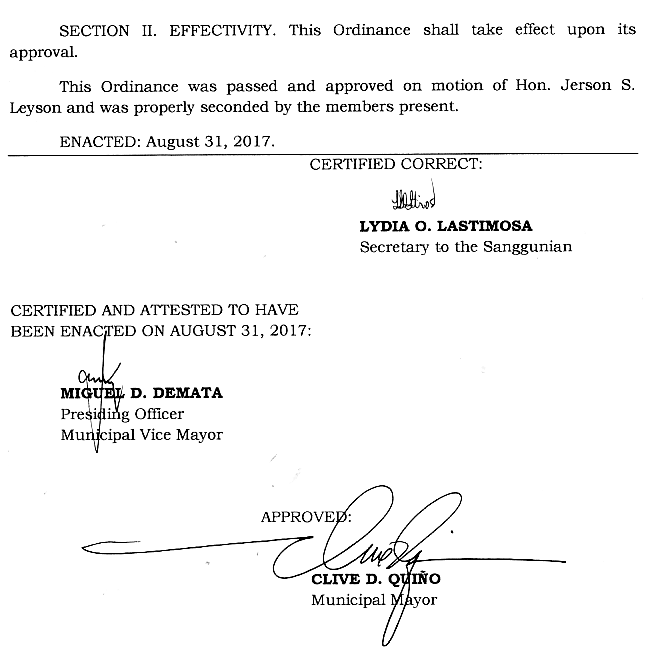 SECTION II. EFFECTIVITY. This Ordinance shall take effect upon its
approval.
This Ordinance was passed and approved on motion of Hon. Jerson S.
Leyson and was properly seconded by the members present.
ENACTED: August 31, 2017.
CERTIFIED CORRECT:
LYDIA O. LASTIMOSA
Secretary to the Sanggunian
CERTIFIED AND ATTESTED TO HAVE
BEEN ENACTED ON AUGUST 31, 2017:
MIGUEL D. DEMATA
Presiding Officer
Municipal Vice Mayor
APPROVED:
CLIVE D. QUIÑO
Municipal Mayor